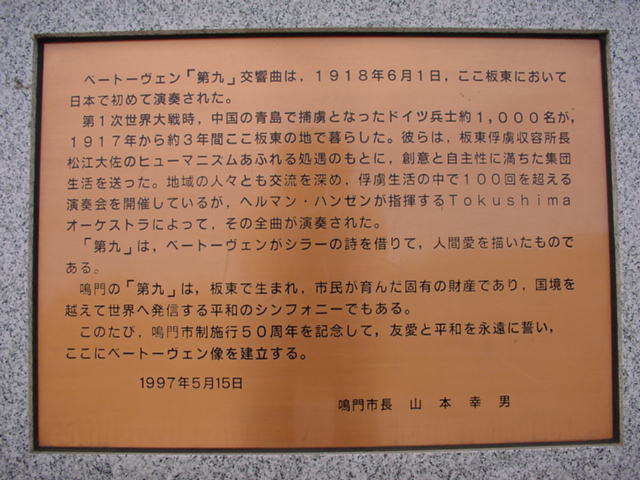 ベートーヴェン「第九」交響曲は，1918年6月1日，ここ板東において
日本で初めて演奏された。
第1次世界大戦時，中国の青島で捕虜となったドイツ兵士約1,000名が，
1917年から約3年間ここ板東の地で暮らした。彼らは，板東俘虜収容所長
松江大佐のヒューマニズムあふれる処遇のもとに，創意と自主性に満ちた集団
生活を送った。地域の人々とも交流を深め，俘虜生活の中で100回を超える
演奏会を開催しているが，ヘルマン・ハンゼンが指揮するTokushima
オーケストラによって，その全曲が演奏された。
「第九」は，ベートーヴェンがシラーの詩を借りて，人間愛を描いたもので
ある。
鳴門の「第九」は，板東で生まれ，市民が育んだ固有の財産であり，国境を
越えて世界へ発信する平和のシンフォニーでもある。
このたび，鳴門市制施行50周年を記念して，友愛と平和を永遠に誓い，
ここにベートーヴェン像を建立する。
1997年5月15日
鳴門市長 山本幸男